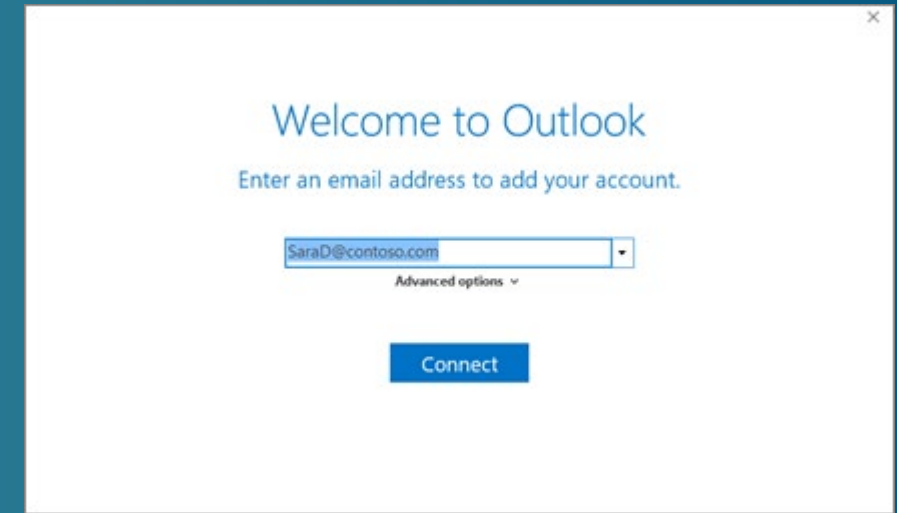 Welcome to Outlook
Enter an email address to add your account.
SaraD@contoso.com
Advanced options
Connect